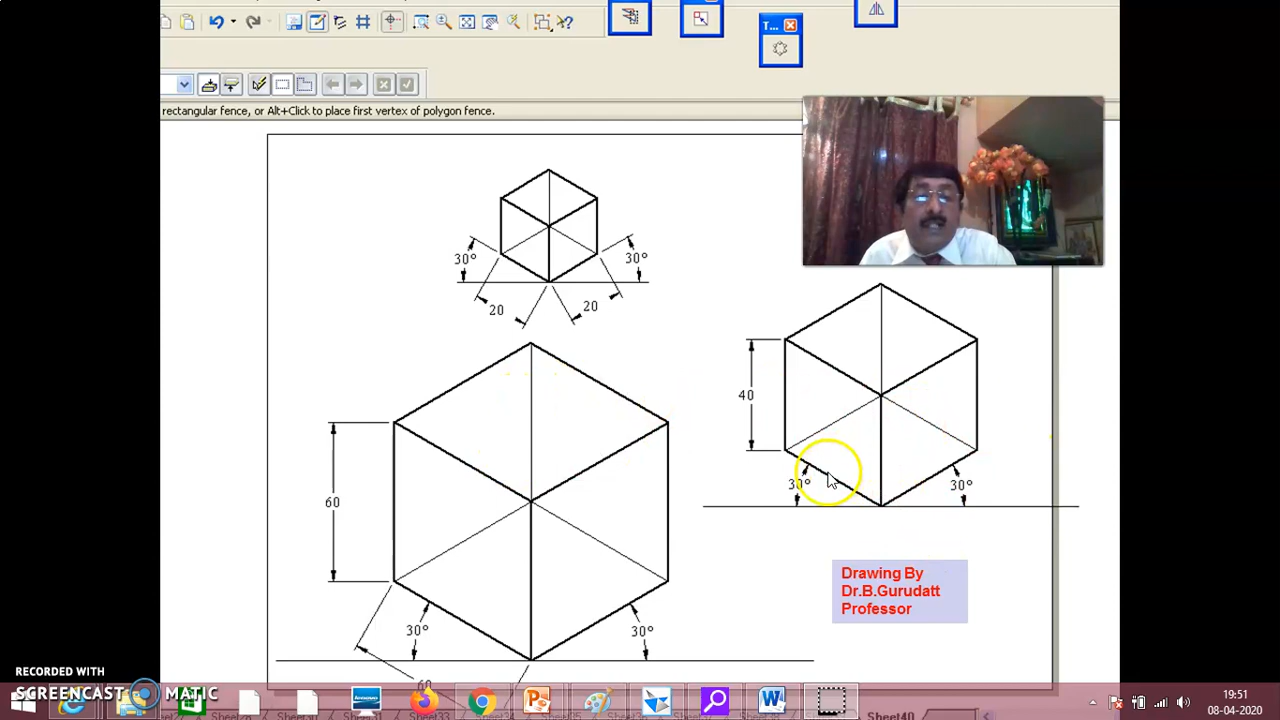 T...
rectangular fence, or Alt+Click to place first vertex of polygon fence.
30°
30°
20
20
40
30°
30°
60
30°
30°
60
Drawing By
Dr.B.Gurudatt
Professor
RECORDED WITH
SCREENCAST MATIC
19:51
08-04-2020
Sheet40